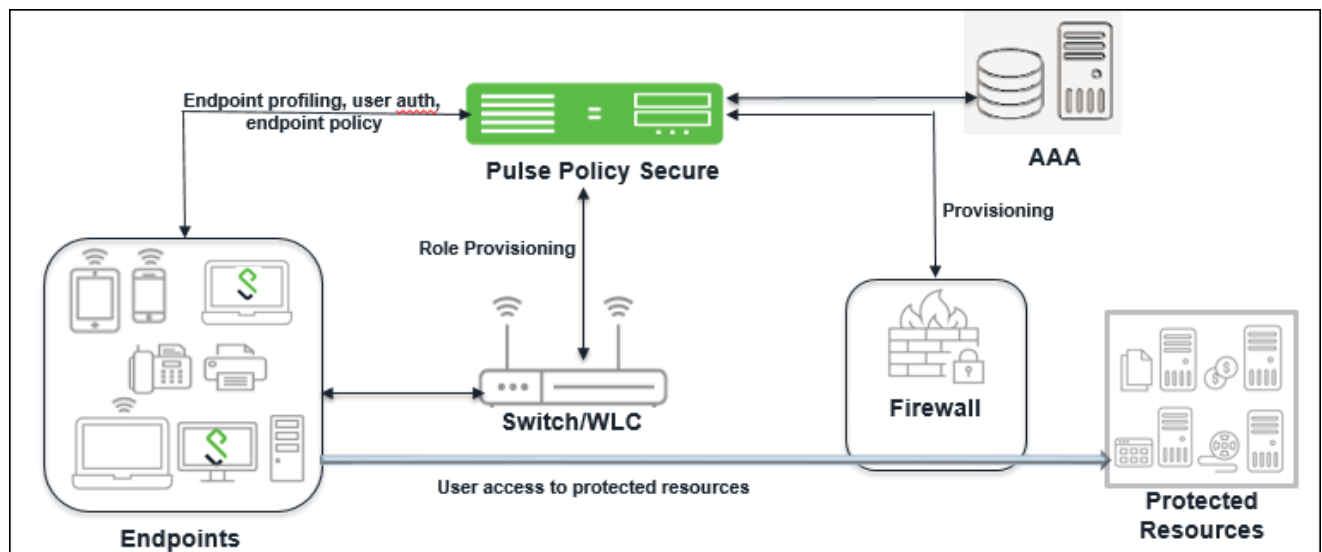 Endpoint profiling, user auth,
endpoint policy
Pulse Policy Secure
AAA
Provisioning
Role Provisioning
Switch/WLC
Firewall
User access to protected resources
Protected
Resources
Endpoints